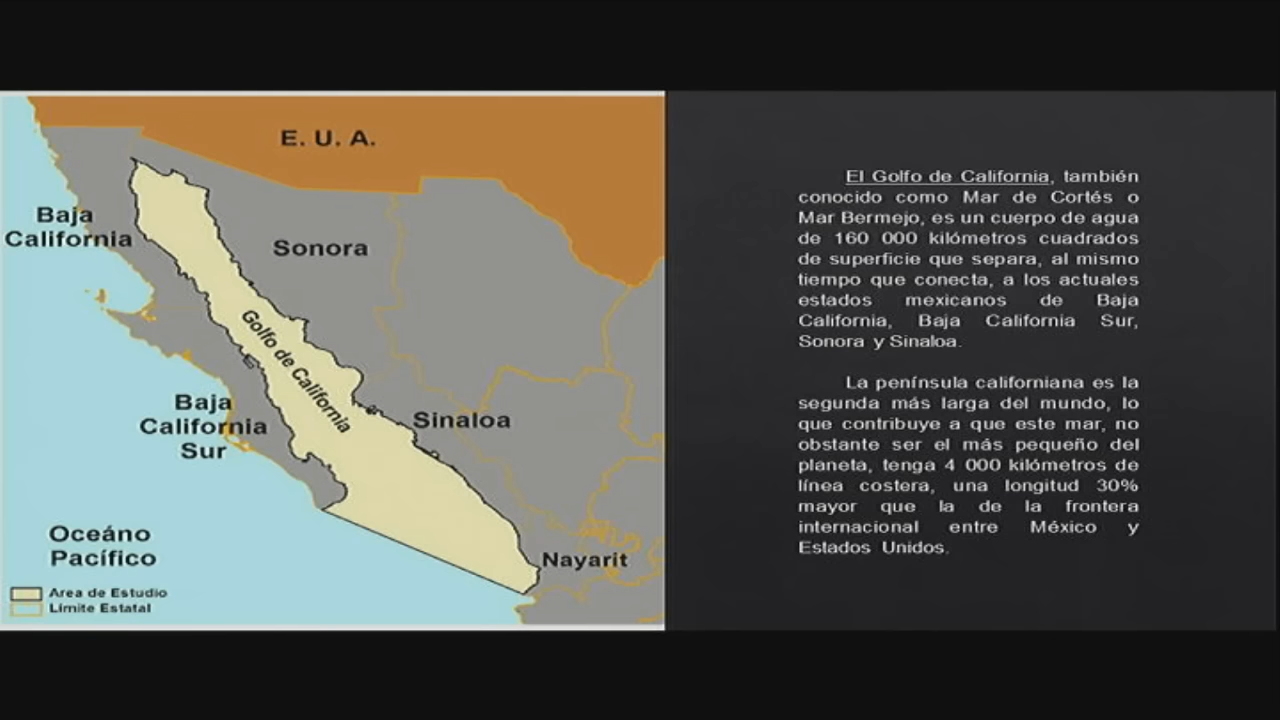 E. U. A.
Baja
California
Sonora
Golfo de California
Baja
California
Sur
Sinaloa
Oceáno
Pacífico
Nayarit
Area de Estudio
Límite Estatal
El Golfo de California, también
conocido como Mar de Cortés o
Mar Bermejo, es un cuerpo de agua
de 160 000 kilómetros cuadrados
de superficie que separa, al mismo
tiempo que conecta, a los actuales
estados mexicanos de Baja
California, Baja California Sur,
Sonora y Sinaloa.
La península californiana es la
segunda más larga del mundo, lo
que contribuye a que este mar, no
obstante ser el más pequeño del
planeta, tenga 4 000 kilómetros de
línea costera, una longitud 30%
mayor que la de la frontera
internacional entre México y
Estados Unidos.